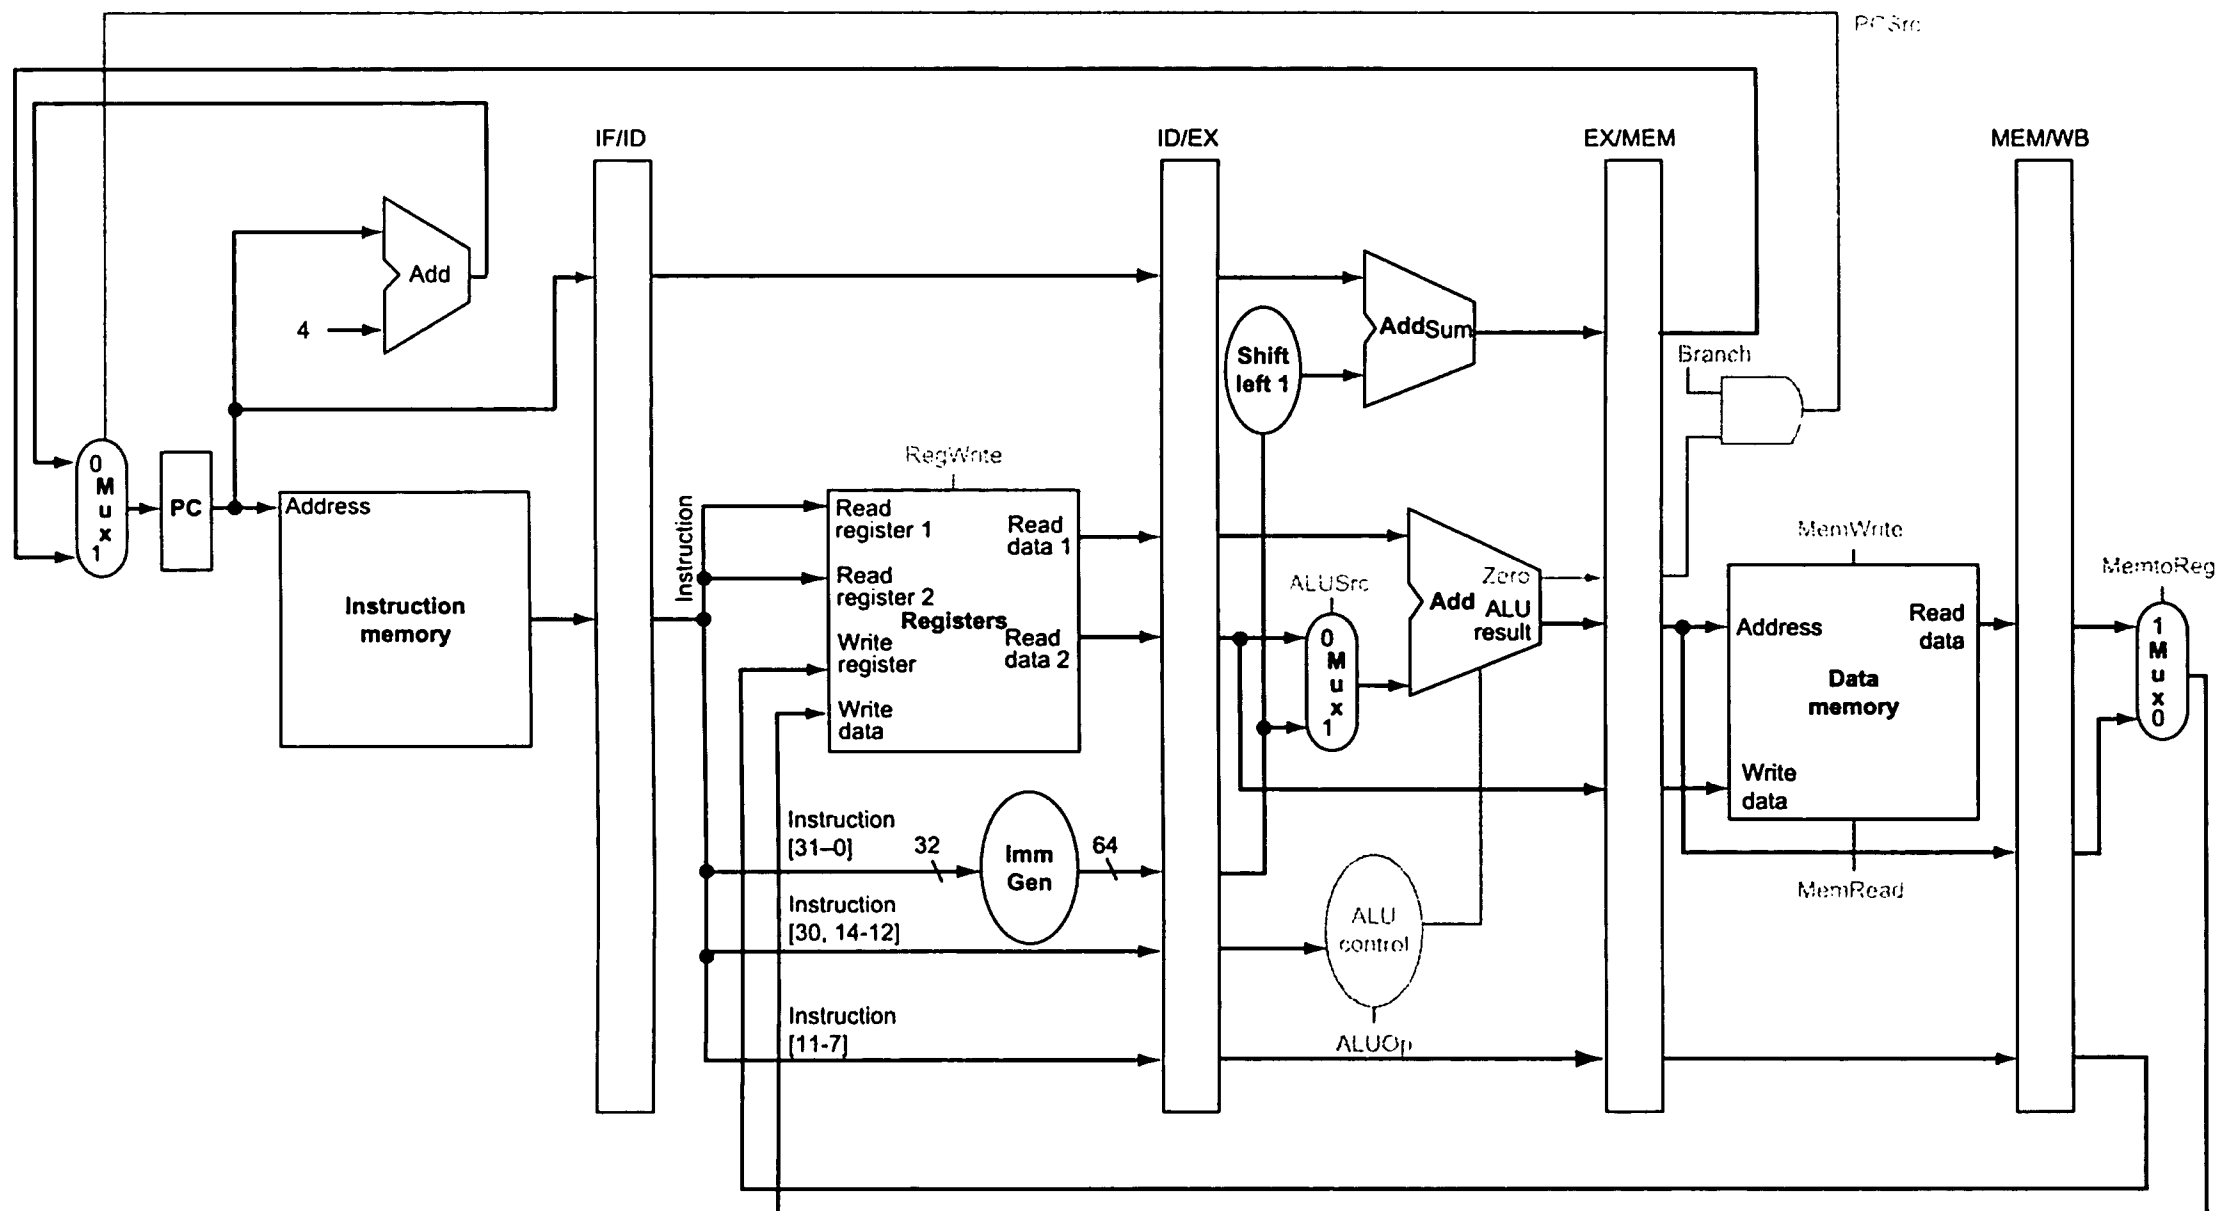 PCSrc
IF/ID
ID/EX
EX/MEM
MEM/WB
Add
4
Add Sum
Shift
left 1
Branch
0
M
u
x
1
PC
Address
Instruction
memory
Instruction
RegWrite
Read
register 1
Read
register 2
Write
register
Write
data
Registers
Read
data 1
Read
data 2
ALUSrc
0
M
u
x
1
Add
Zero
ALU
result
MemWrite
Address
Read
data
Data
memory
Write
data
MemRead
MemtoReg
1
M
u
x
0
Instruction
[31–0]
32
Imm
Gen
64
Instruction
[30, 14-12]
ALU
control
Instruction
[11-7]
ALUOp